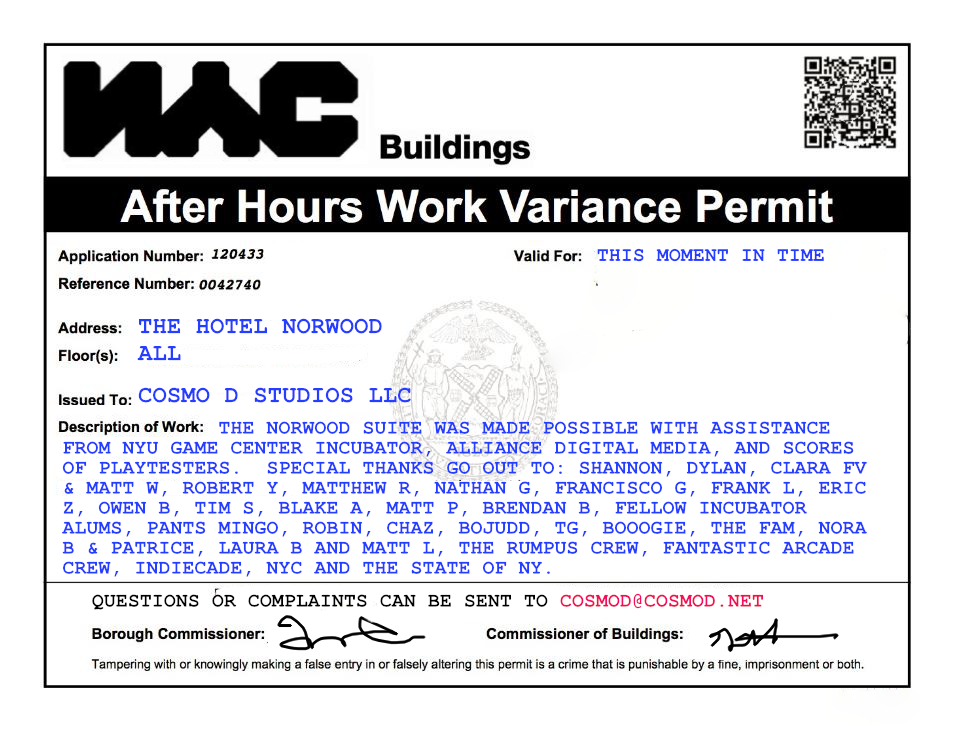 NYC Buildings
After Hours Work Variance Permit
Application Number: 120433 Valid For: THIS MOMENT IN TIME
Reference Number: 0042740
Address: THE HOTEL NORWOOD
Floor(s): ALL
Issued To: COSMO D STUDIOS LLC
Description of Work: THE NORWOOD SUITE WAS MADE POSSIBLE WITH ASSISTANCE
FROM NYU GAME CENTER INCUBATOR, ALLIANCE DIGITAL MEDIA, AND SCORES
OF PLAYTESTERS. SPECIAL THANKS GO OUT TO: SHANNON, DYLAN, CLARA FV
& MATT W, ROBERT Y, MATTHEW R, NATHAN G, FRANCISCO G, FRANK L, ERIC
Z, OWEN B, TIM S, BLAKE A, MATT P, BRENDAN B, FELLOW INCUBATOR
ALUMS, PANTS MINGO, ROBIN, CHAZ, BOJUDD, TG, BOOOGIE, THE FAM, NORA
B & PATRICE, LAURA B AND MATT L, THE RUMPUS CREW, FANTASTIC ARCADE
CREW, INDIECADE, NYC AND THE STATE OF NY.
QUESTIONS OR COMPLAINTS CAN BE SENT TO COSMOD@COSMOD.NET
Borough Commissioner: Commissioner of Buildings:
Tampering with or knowingly making a false entry in or falsely altering this permit is a crime that is punishable by a fine, imprisonment or both.